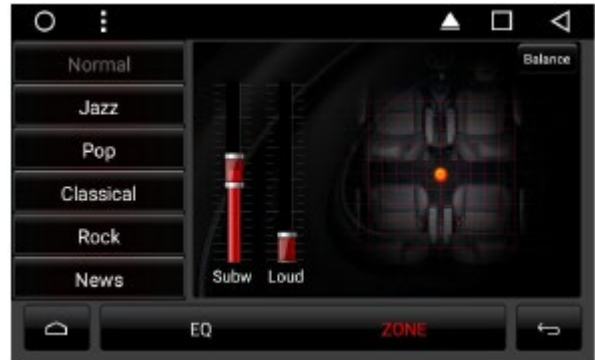 Normal
Balance
Jazz
Pop
Classical
Rock
News
Subw Loud
EQ ZONE